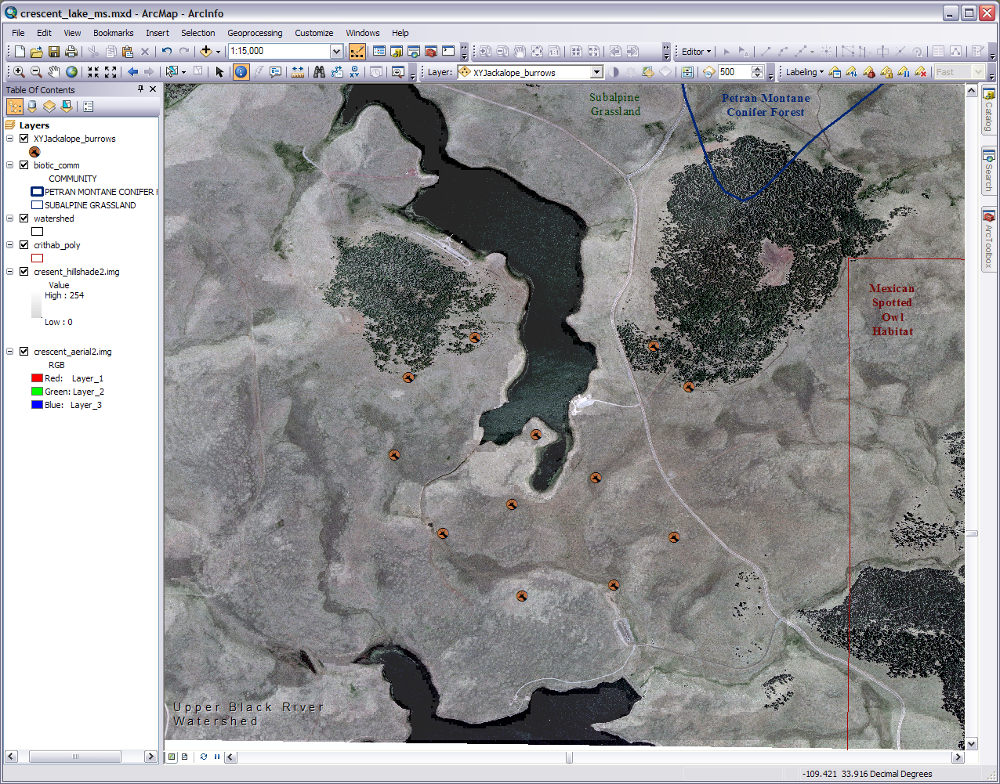 crescent_lake_ms.mxd - ArcMap - ArcInfo
File Edit View Bookmarks Insert Selection Geoprocessing Customize Windows Help
1:15,000
Editor
Layer: XYJackalope_burrows
500
Labeling
Fast
Table Of Contents
Layers
XYJackalope_burrows
biotic_comm
COMMUNITY
PETRAN MONTANE CONIFER
SUBALPINE GRASSLAND
watershed
crithab_poly
cresent_hillshade2.img
Value
High : 254
Low : 0
crescent_aerial2.img
RGB
Red: Layer_1
Green: Layer_2
Blue: Layer_3
Subalpine
Grassland
Petran Montane
Conifer Forest
Mexican
Spotted
Owl
Habitat
Upper Black River
Watershed
Catalog
Search
ArcToolbox
-109.421 33.916 Decimal Degrees